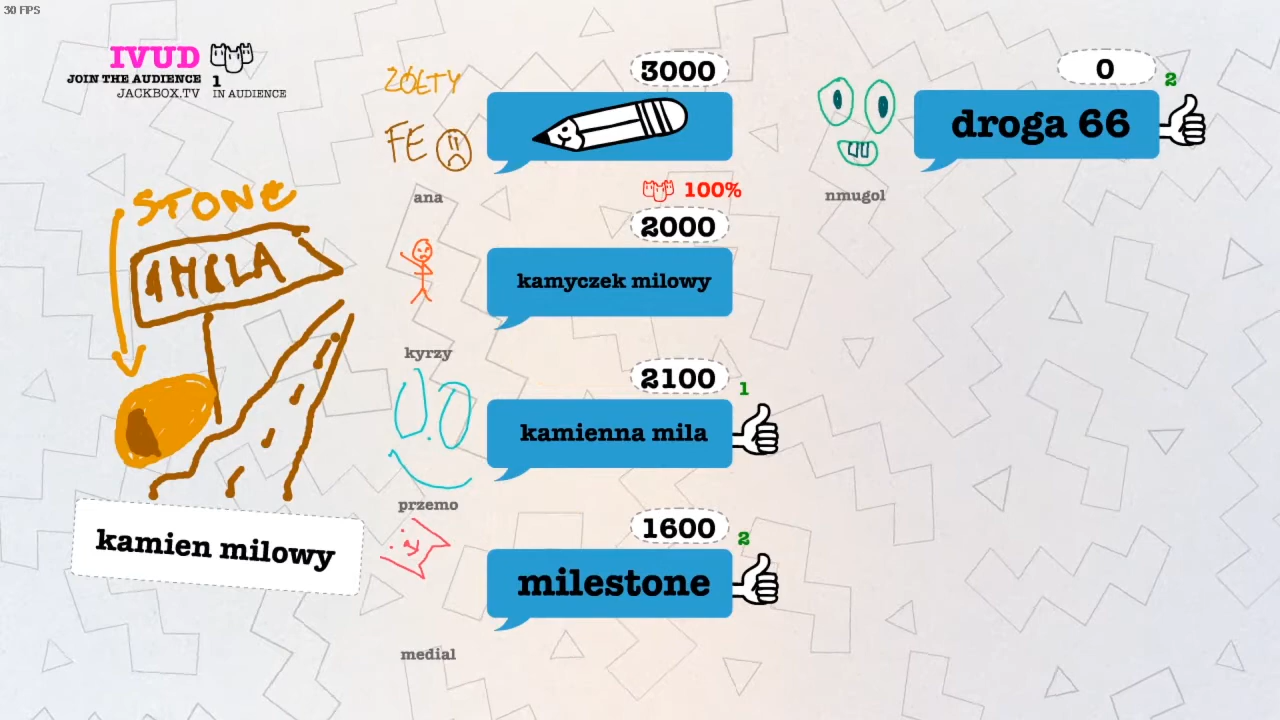 30 FPS
IVUD
JOIN THE AUDIENCE
JACKBOX.TV
1
IN AUDIENCE
STONE
1 MILA
kamien milowy
ŻÓŁTY
FE
ana
3000
100%
2000
kamyczek milowy
kyrzy
2100
1
kamienna mila
przemo
1600
2
milestone
medial
0
2
droga 66
nmugol